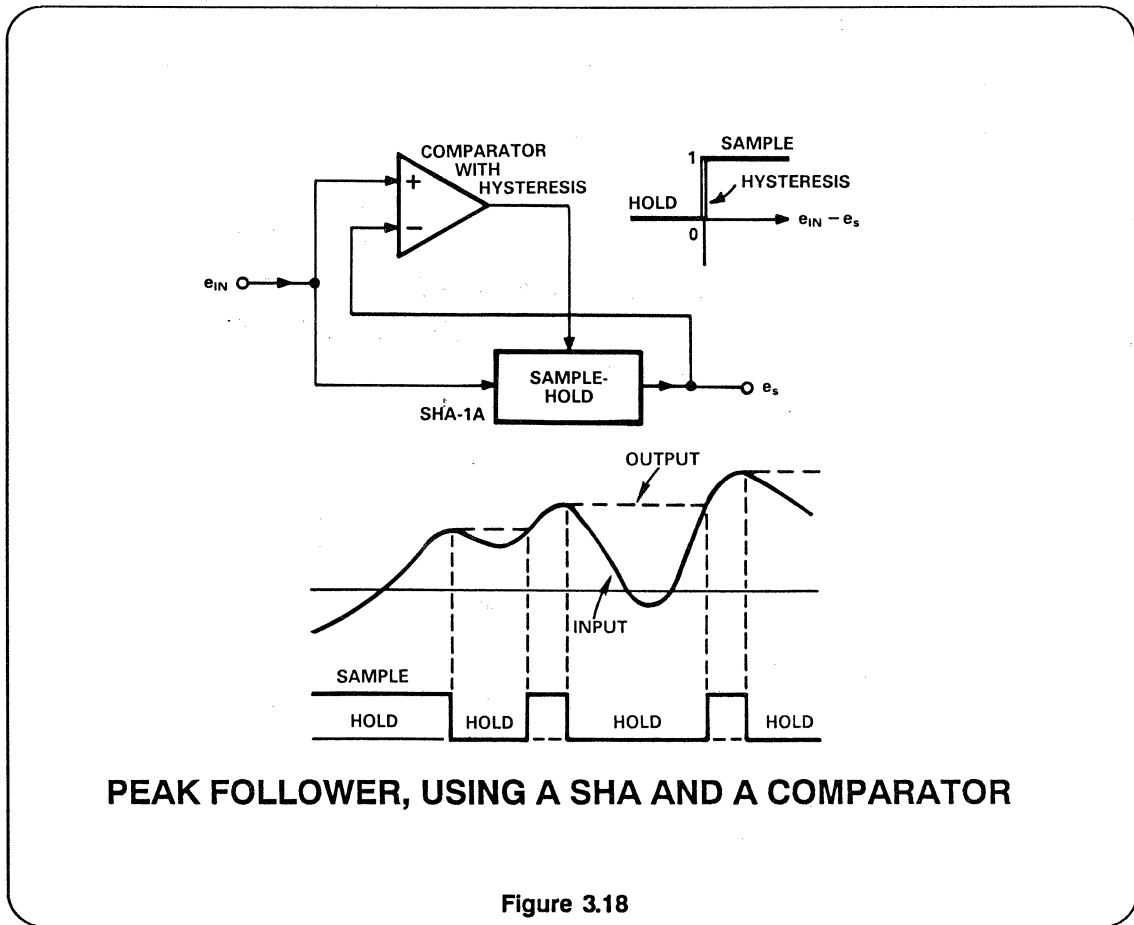 COMPARATOR
WITH
HYSTERESIS
+
−
1
SAMPLE
HYSTERESIS
HOLD
0
e_IN − e_s
e_IN
SAMPLE-
HOLD
SHA-1A
e_s
OUTPUT
INPUT
SAMPLE
HOLD HOLD HOLD HOLD
PEAK FOLLOWER, USING A SHA AND A COMPARATOR
Figure 3.18